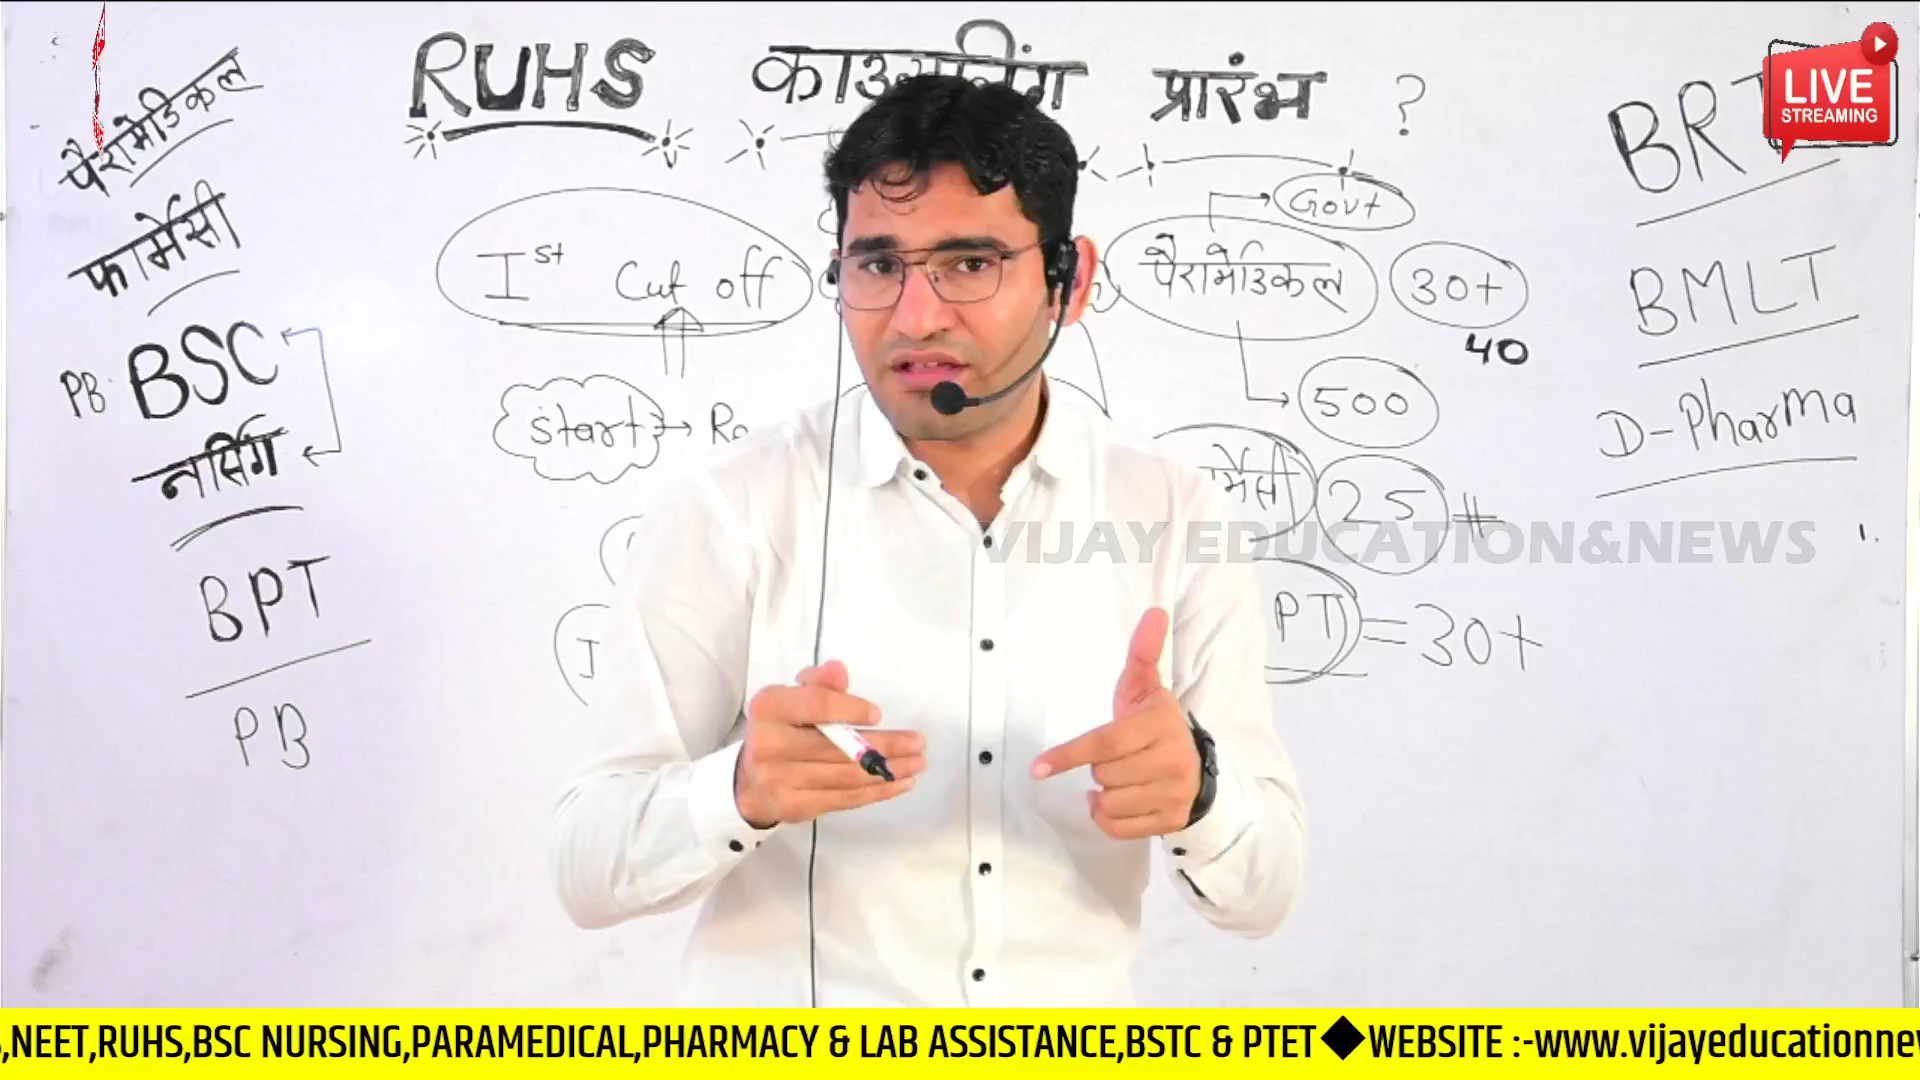 RUHS काउन्सलिंग प्रारंभ ?
LIVE
STREAMING
पैरामेडिकल
फार्मेसी
PB. BSC
नर्सिंग
BPT
PB
Ist Cut off
start → Ro
I
Govt
पैरामेडिकल
30+
40
500
र्मेसी 25 #
PT = 30+
BRT
BMLT
D-Pharma
VIJAY EDUCATION&NEWS
,NEET,RUHS,BSC NURSING,PARAMEDICAL,PHARMACY & LAB ASSISTANCE,BSTC & PTET◆WEBSITE :-www.vijayeducationnew